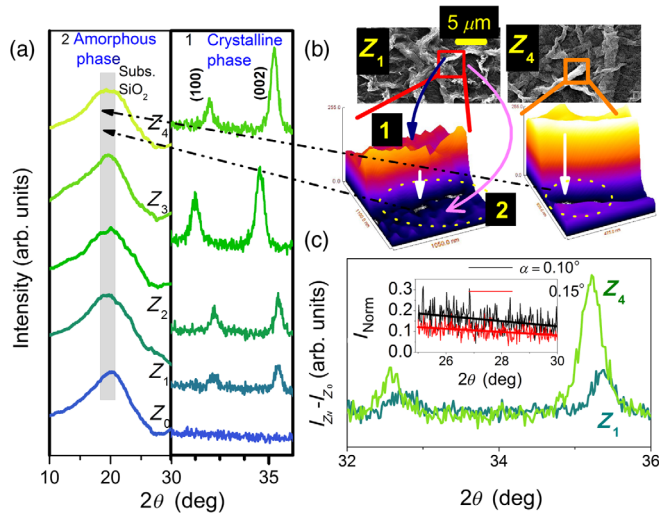 (a)
2 Amorphous phase
1 Crystalline phase
Subs.
SiO2
(100)
(002)
Z4
Z3
Z2
Z1
Z0
Intensity (arb. units)
10 20 30 35
2θ (deg)
(b)
Z1
5 μm
Z4
1
2
1050.0 nm
(c)
α = 0.10°
0.15°
INorm
0.3
0.2
0.1
0.0
26 28 30
2θ (deg)
Z4
Z1
IZN-IZ0 (arb. units)
32 34 36
2θ (deg)